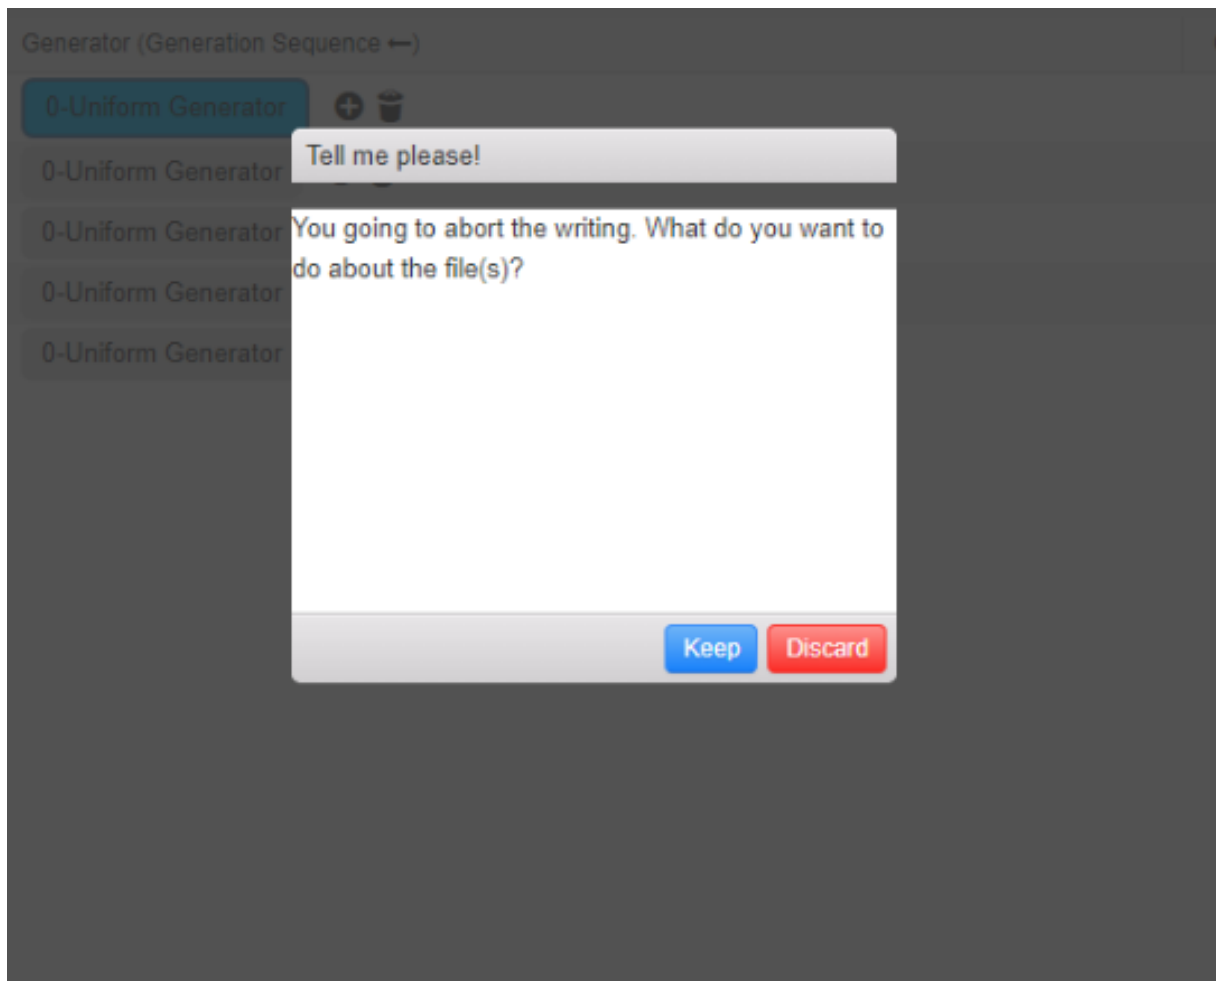 Generator (Generation Sequence ⟵)
0-Uniform Generator
Tell me please!
0-Uniform Generator
0-Uniform Generator
You going to abort the writing. What do you want to
do about the file(s)?
0-Uniform Generator
0-Uniform Generator
Keep Discard